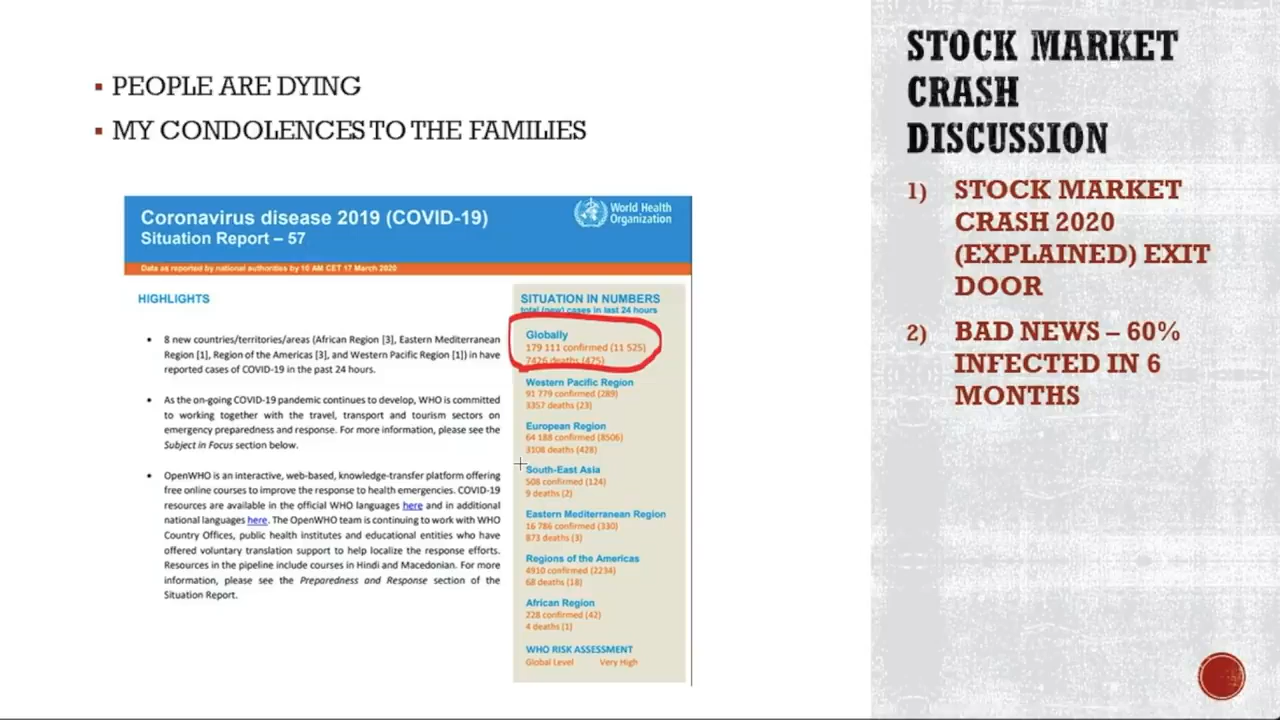 PEOPLE ARE DYING
MY CONDOLENCES TO THE FAMILIES
Coronavirus disease 2019 (COVID-19)
Situation Report – 57
World Health
Organization
Data as reported by national authorities by 10 AM CET 17 March 2020
HIGHLIGHTS
8 new countries/territories/areas (African Region [3], Eastern Mediterranean
Region [1], Region of the Americas [3], and Western Pacific Region [1]) in have
reported cases of COVID-19 in the past 24 hours.
As the on-going COVID-19 pandemic continues to develop, WHO is committed
to working together with the travel, transport and tourism sectors on
emergency preparedness and response. For more information, please see the
Subject in Focus section below.
OpenWHO is an interactive, web-based, knowledge-transfer platform offering
free online courses to improve the response to health emergencies. COVID-19
resources are available in the official WHO languages here and in additional
national languages here. The OpenWHO team is continuing to work with WHO
Country Offices, public health institutes and educational entities who have
offered voluntary translation support to help localize the response efforts.
Resources in the pipeline include courses in Hindi and Macedonian. For more
information, please see the Preparedness and Response section of the
Situation Report.
SITUATION IN NUMBERS
total (new) cases in last 24 hours
Globally
179 111 confirmed (11 525)
7426 deaths (475)
Western Pacific Region
91 779 confirmed (289)
3357 deaths (23)
European Region
64 188 confirmed (8506)
3108 deaths (428)
South-East Asia
508 confirmed (124)
9 deaths (2)
Eastern Mediterranean Region
16 786 confirmed (330)
873 deaths (3)
Regions of the Americas
4910 confirmed (2234)
68 deaths (18)
African Region
228 confirmed (42)
4 deaths (1)
WHO RISK ASSESSMENT
Global Level Very High
STOCK MARKET
CRASH
DISCUSSION
1) STOCK MARKET
CRASH 2020
(EXPLAINED) EXIT
DOOR
2) BAD NEWS – 60%
INFECTED IN 6
MONTHS